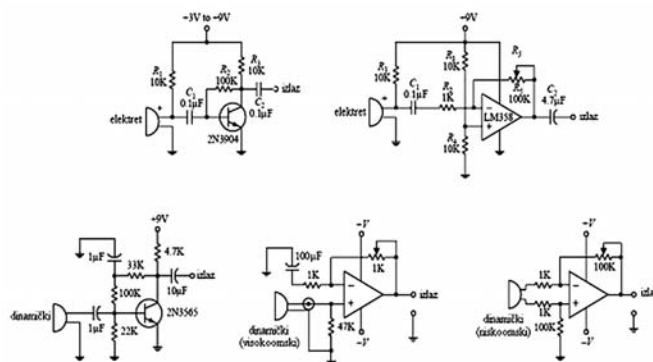 −3V to −9V
R1
10K
R2
100K
R3
10K
izlaz
C1
0.1µF
C2
0.1µF
elektret
2N3904
−9V
R1
10K
R3
10K
R5
100K
C1
0.1µF
R2
1K
LM358
C2
4.7µF
izlaz
elektret
R4
10K
+9V
4.7K
1µF
33K
izlaz
10µF
100K
2N3565
dinamički
1µF
22K
−V
100µF
1K
1K
izlaz
dinamički
(visokoomski)
47K
−V
−V
100K
1K
1K
izlaz
dinamički
(niskoomski)
100K
−V